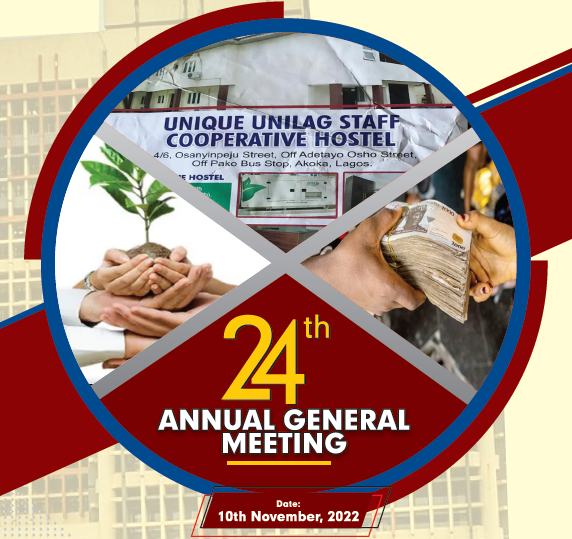 UNIQUE UNILAG STAFF
COOPERATIVE HOSTEL
4/6, Osanyinpeju Street, Off Adetayo Osho Street,
Off Pako Bus Stop, Akoka, Lagos.
HOSTEL
24th
ANNUAL GENERAL
MEETING
Date:
10th November, 2022